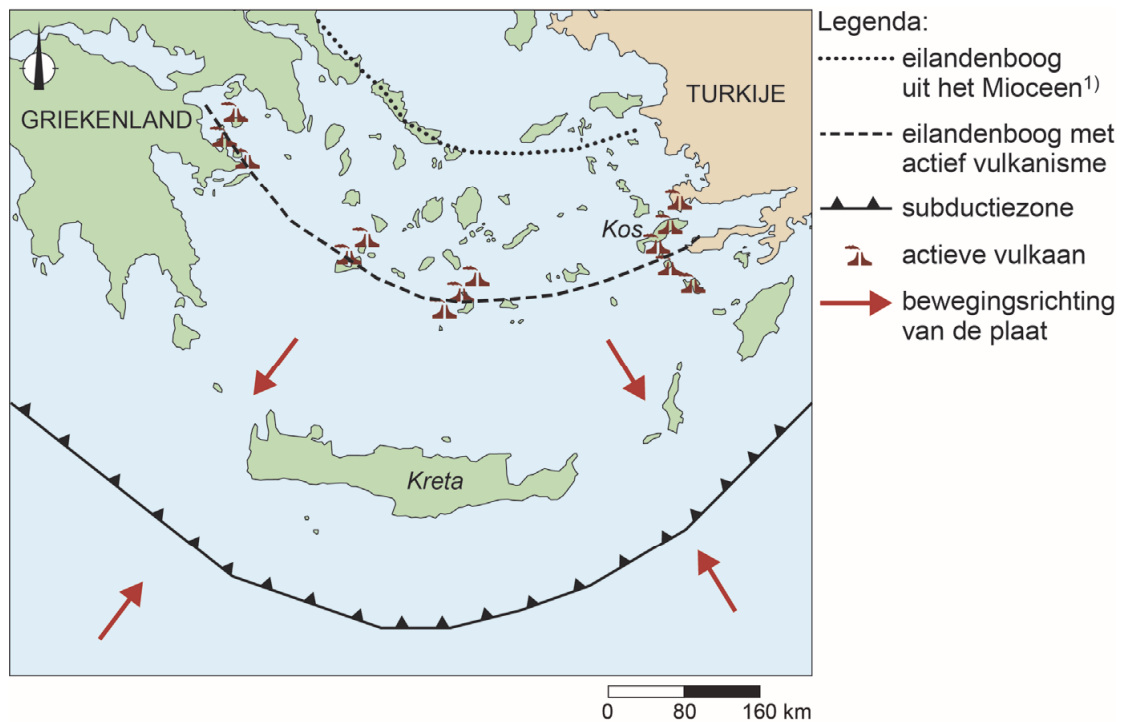 GRIEKENLAND
TURKIJE
Kos
Kreta
Legenda:
eilandenboog
uit het Mioceen1)
eilandenboog met
actief vulkanisme
subductiezone
actieve vulkaan
bewegingsrichting
van de plaat
0 80 160 km